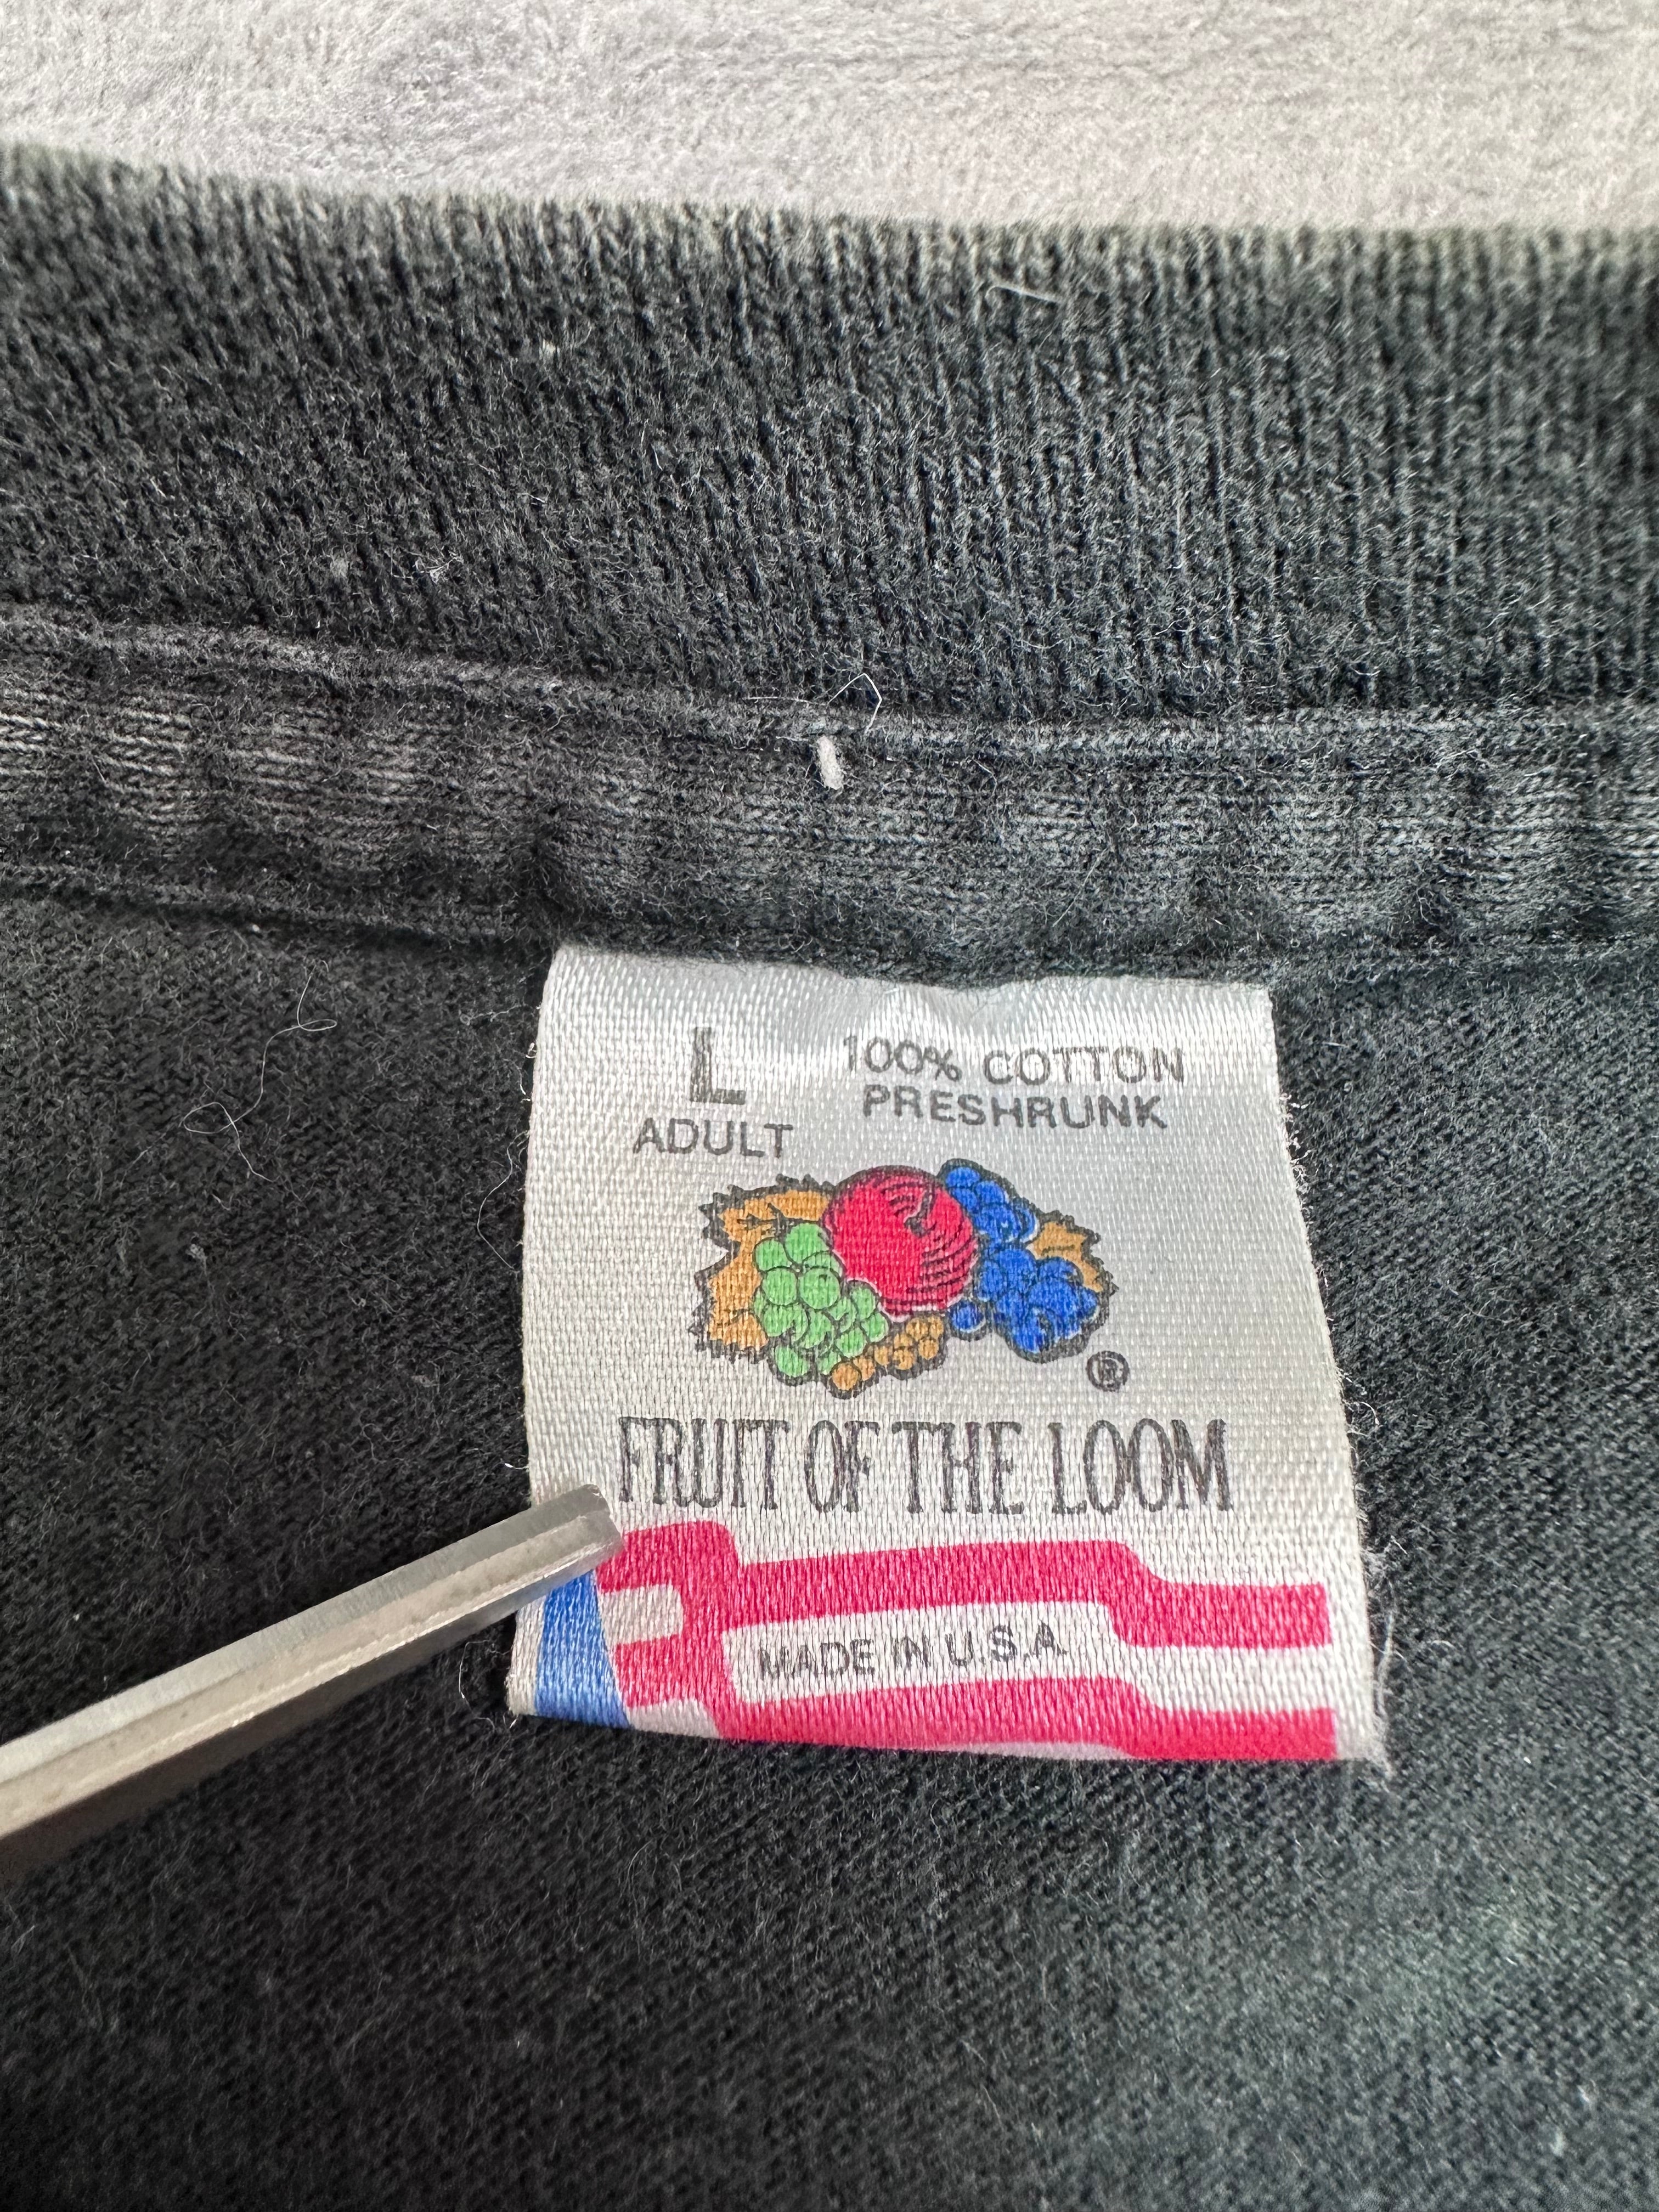 L 100% COTTON
ADULT PRESHRUNK
®
FRUIT OF THE LOOM
MADE IN U.S.A.